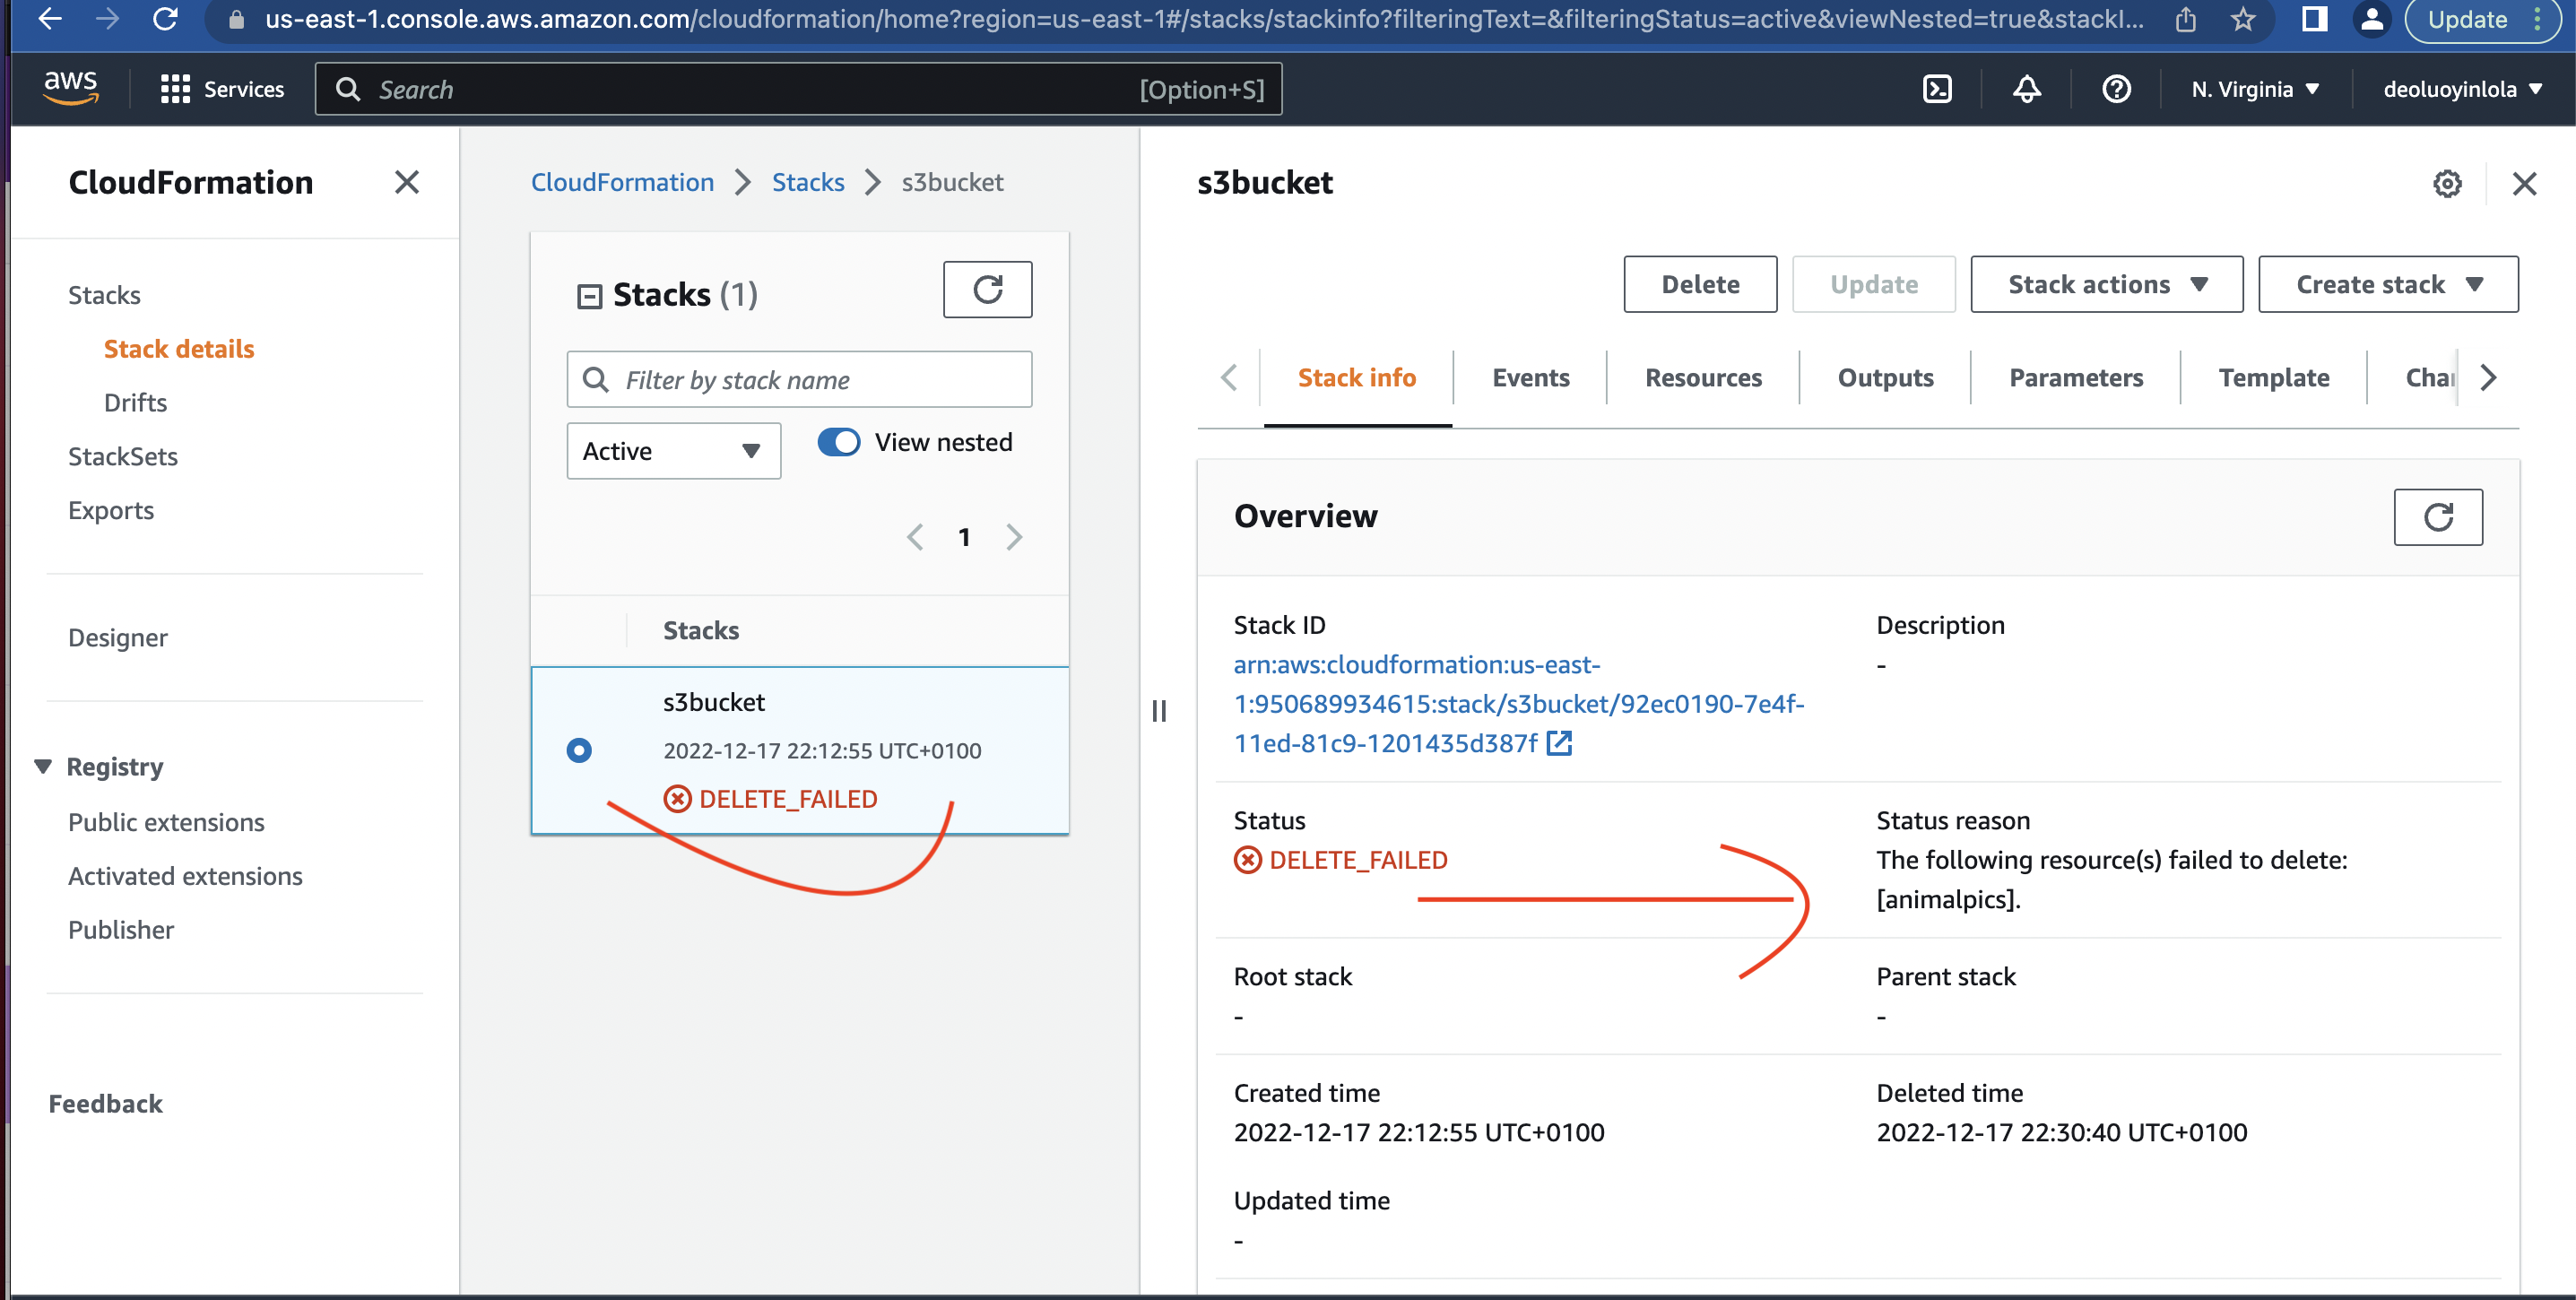 us-east-1.console.aws.amazon.com/cloudformation/home?region=us-east-1#/stacks/stackinfo?filteringText=&filteringStatus=active&viewNested=true&stackI...
Update
aws
Services
Search
[Option+S]
N. Virginia
deoluoyinlola
CloudFormation
Stacks
Stack details
Drifts
StackSets
Exports
Designer
Registry
Public extensions
Activated extensions
Publisher
Feedback
CloudFormation
Stacks
s3bucket
Stacks (1)
Filter by stack name
Active
View nested
1
Stacks
s3bucket
2022-12-17 22:12:55 UTC+0100
DELETE_FAILED
s3bucket
Delete
Update
Stack actions
Create stack
Stack info
Events
Resources
Outputs
Parameters
Template
Overview
Stack ID
arn:aws:cloudformation:us-east-
1:950689934615:stack/s3bucket/92ec0190-7e4f-
11ed-81c9-1201435d387f
Description
-
Status
DELETE_FAILED
Status reason
The following resource(s) failed to delete:
[animalpics].
Root stack
-
Parent stack
-
Created time
2022-12-17 22:12:55 UTC+0100
Deleted time
2022-12-17 22:30:40 UTC+0100
Updated time
-